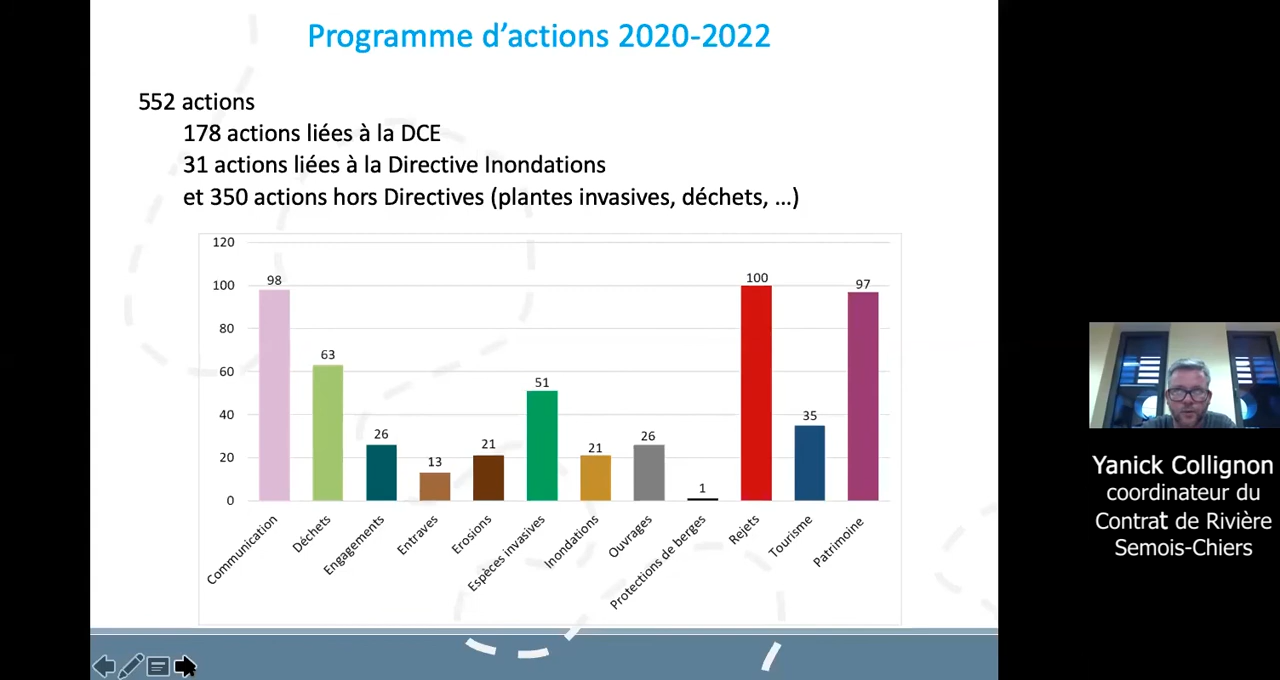 Programme d’actions 2020-2022
552 actions
178 actions liées à la DCE
31 actions liées à la Directive Inondations
et 350 actions hors Directives (plantes invasives, déchets, ...)
120
100
80
60
40
20
0
98
63
26
13
21
51
21
26
1
100
35
97
Communication
Déchets
Engagements
Entraves
Erosions
Espèces invasives
Inondations
Ouvrages
Protections de berges
Rejets
Tourisme
Patrimoine
Yanick Collignon
coordinateur du
Contrat de Rivière
Semois-Chiers